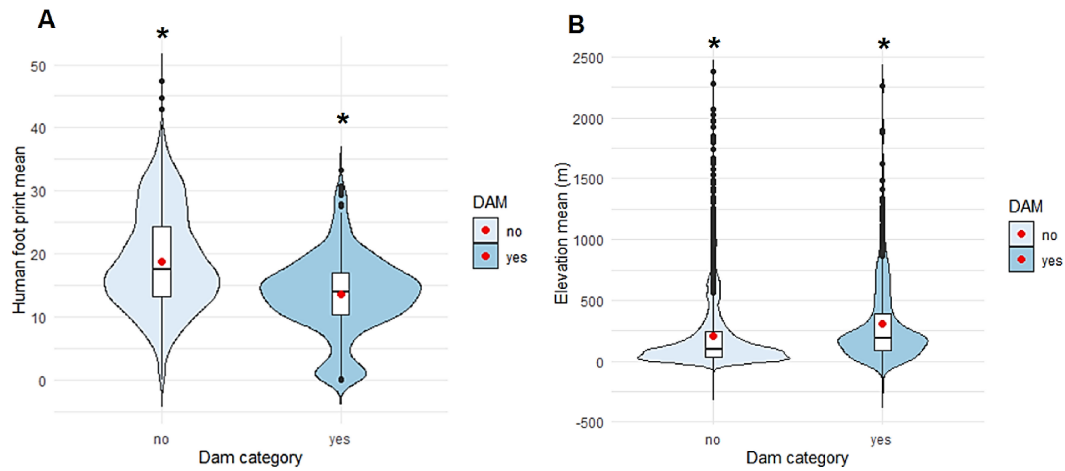 A
*
*
50
40
30
20
10
0
Human foot print mean
no
yes
Dam category
DAM
no
yes
B
*
*
2500
2000
1500
1000
500
0
-500
Elevation mean (m)
no
yes
Dam category
DAM
no
yes